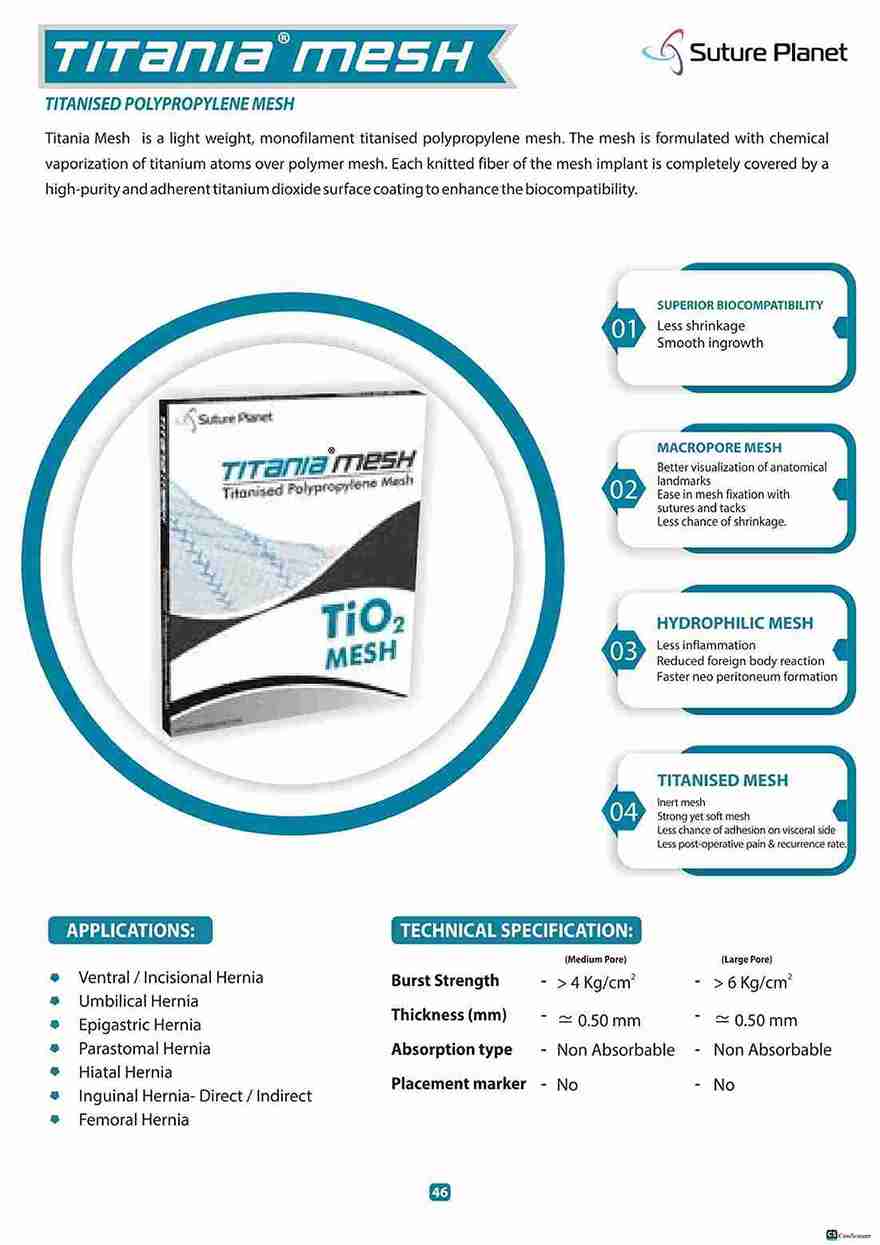 TITANIA® MESH
Suture Planet
TITANISED POLYPROPYLENE MESH
Titania Mesh is a light weight, monofilament titanised polypropylene mesh. The mesh is formulated with chemical
vaporization of titanium atoms over polymer mesh. Each knitted fiber of the mesh implant is completely covered by a
high-purity and adherent titanium dioxide surface coating to enhance the biocompatibility.
01
SUPERIOR BIOCOMPATIBILITY
Less shrinkage
Smooth ingrowth
02
MACROPORE MESH
Better visualization of anatomical
landmarks
Ease in mesh fixation with
sutures and tacks
Less chance of shrinkage.
03
HYDROPHILIC MESH
Less inflammation
Reduced foreign body reaction
Faster neo peritoneum formation
04
TITANISED MESH
Inert mesh
Strong yet soft mesh
Less chance of adhesion on visceral side
Less post-operative pain & recurrence rate.
Suture Planet
TITANIA® MESH
Titanised Polypropylene Mesh
TiO₂
MESH
APPLICATIONS:
Ventral / Incisional Hernia
Umbilical Hernia
Epigastric Hernia
Parastomal Hernia
Hiatal Hernia
Inguinal Hernia- Direct / Indirect
Femoral Hernia
TECHNICAL SPECIFICATION:
(Medium Pore) (Large Pore)
Burst Strength - > 4 Kg/cm² - > 6 Kg/cm²
Thickness (mm) - ≃ 0.50 mm - ≃ 0.50 mm
Absorption type - Non Absorbable - Non Absorbable
Placement marker - No - No
46
CS CamScanner